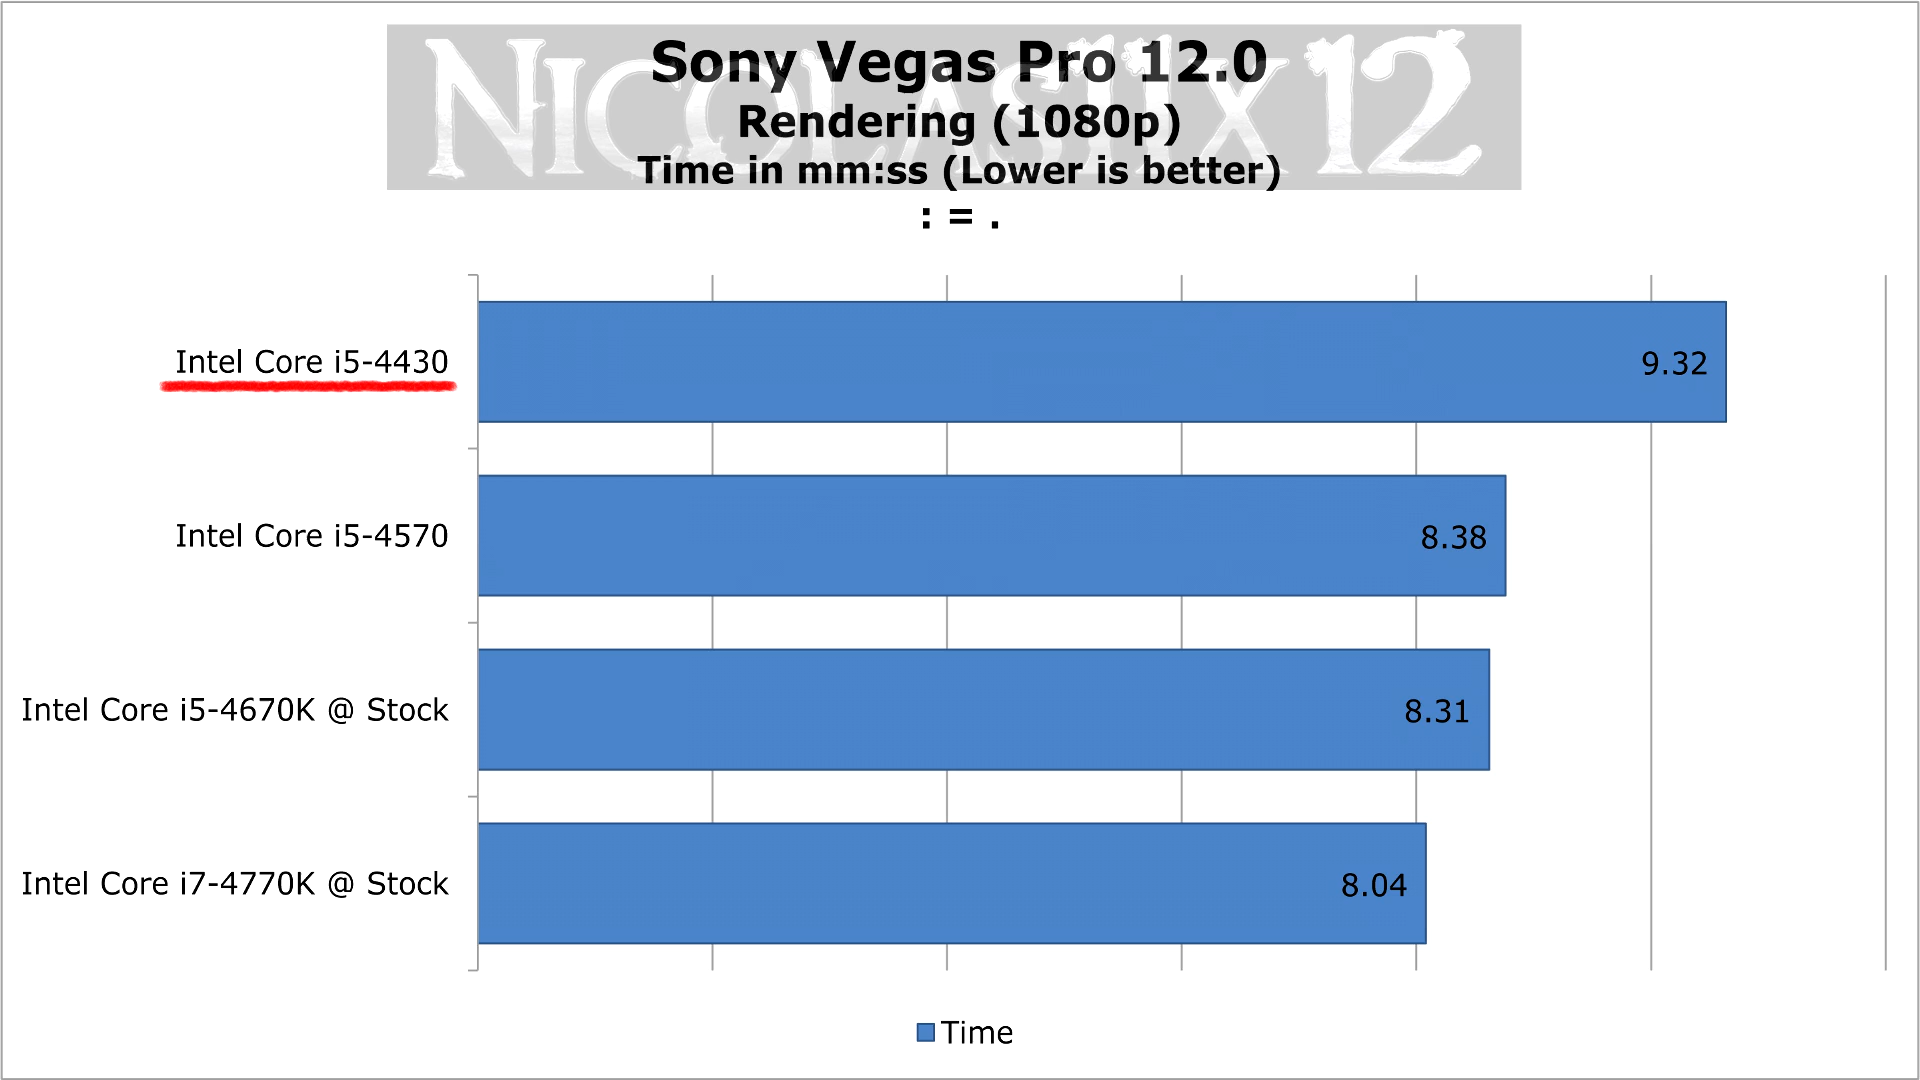 Nicolas11x12
Sony Vegas Pro 12.0
Rendering (1080p)
Time in mm:ss (Lower is better)
: = .
Intel Core i5-4430
9.32
Intel Core i5-4570
8.38
Intel Core i5-4670K @ Stock
8.31
Intel Core i7-4770K @ Stock
8.04
Time